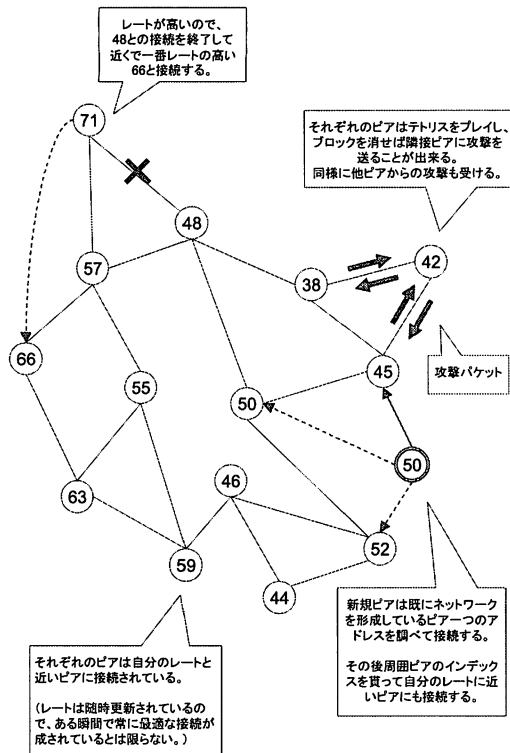 レートが高いので、
48との接続を終了して
近くで一番レートの高い
66と接続する。
71
それぞれのピアはテトリスをプレイし、
ブロックを消せば隣接ピアに攻撃を
送ることが出来る。
同様に他ピアからの攻撃も受ける。
48
42
57
38
66
55
50
45
攻撃パケット
63
46
50
59
52
44
新規ピアは既にネットワーク
を形成しているピア一つのア
ドレスを調べて接続する。
その後周囲ピアのインデック
スを貰って自分のレートに近
いピアにも接続する。
それぞれのピアは自分のレートと
近いピアに接続されている。
(レートは随時更新されているの
で、ある瞬間で常に最適な接続が
成されているとは限らない。)